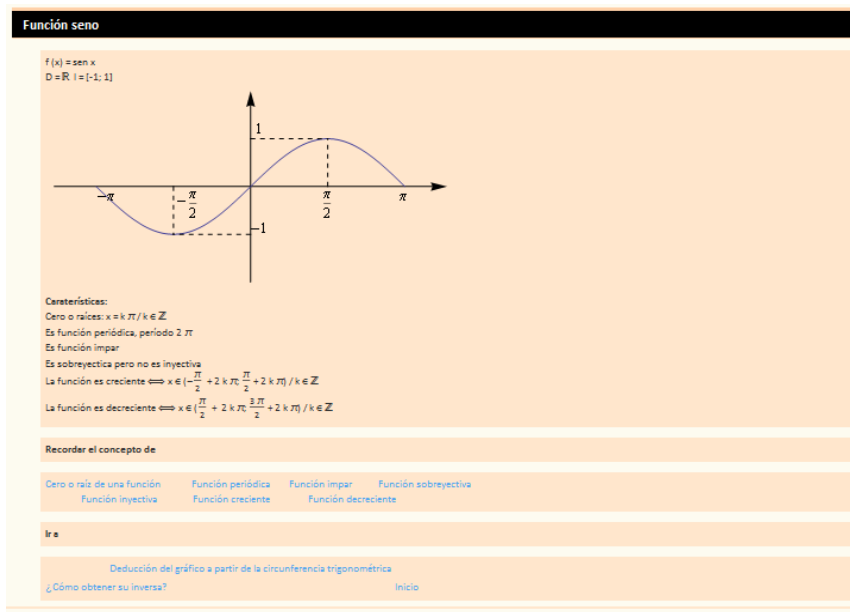 Función seno
f (x) = sen x
D = ℝ I = [-1; 1]
1
−π
−π/2
π/2
π
−1
Caraterísticas:
Cero o raíces: x = k π / k ∈ ℤ
Es función periódica, período 2 π
Es función impar
Es sobreyectica pero no es inyectiva
La función es creciente ⟺ x ∈ (−π/2 + 2 k π; π/2 + 2 k π) / k ∈ ℤ
La función es decreciente ⟺ x ∈ (π/2 + 2 k π; 3 π/2 + 2 k π) / k ∈ ℤ
Recordar el concepto de
Cero o raíz de una función Función periódica Función impar Función sobreyectiva
Función inyectiva Función creciente Función decreciente
Ir a
Deducción del gráfico a partir de la circunferencia trigonométrica
¿Cómo obtener su inversa? Inicio